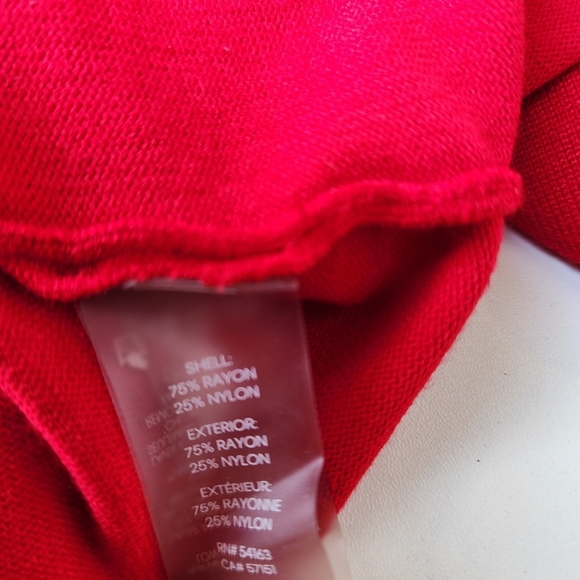 SHELL:
75% RAYON
25% NYLON
EXTERIOR:
75% RAYON
25% NYLON
EXTÉRIEUR:
75% RAYONNE
25% NYLON
RN# 54163
CA# 57151